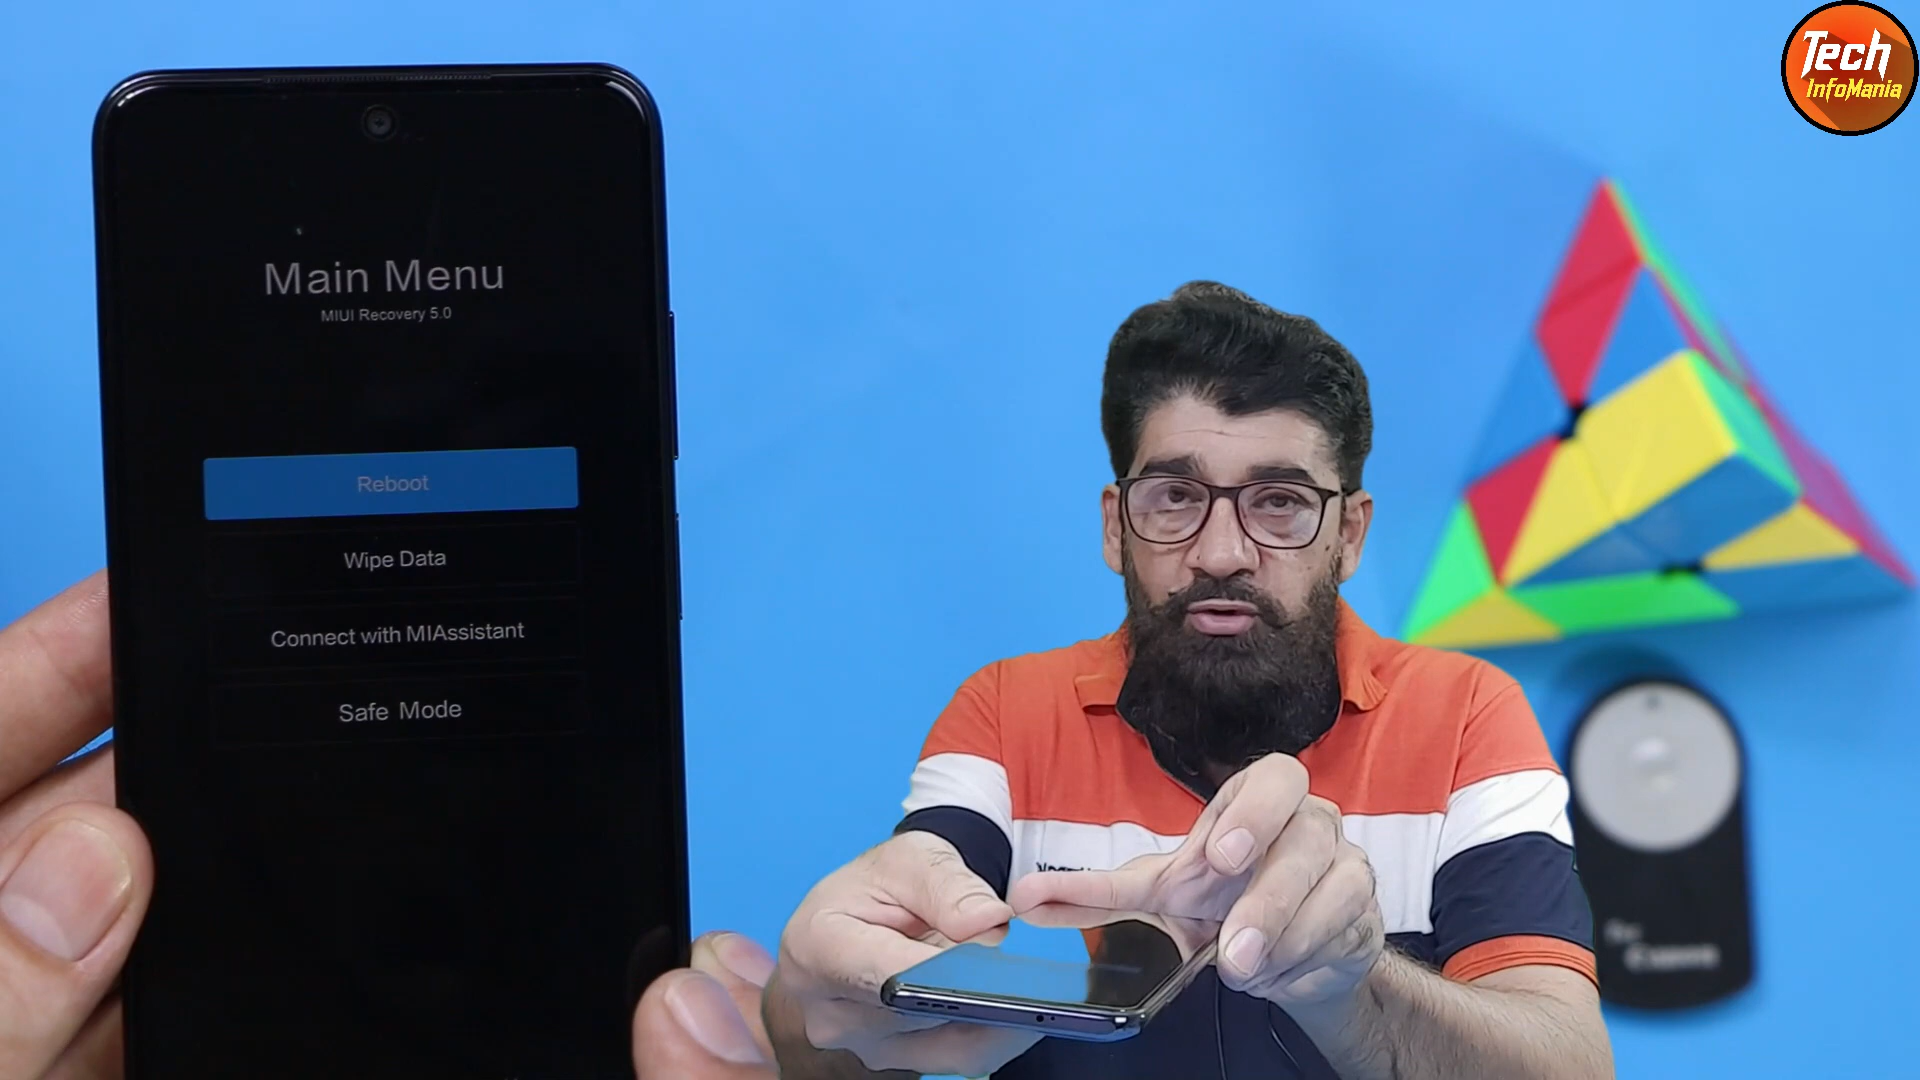 Tech
InfoMania
Main Menu
MIUI Recovery 5.0
Reboot
Wipe Data
Connect with MIAssistant
Safe Mode